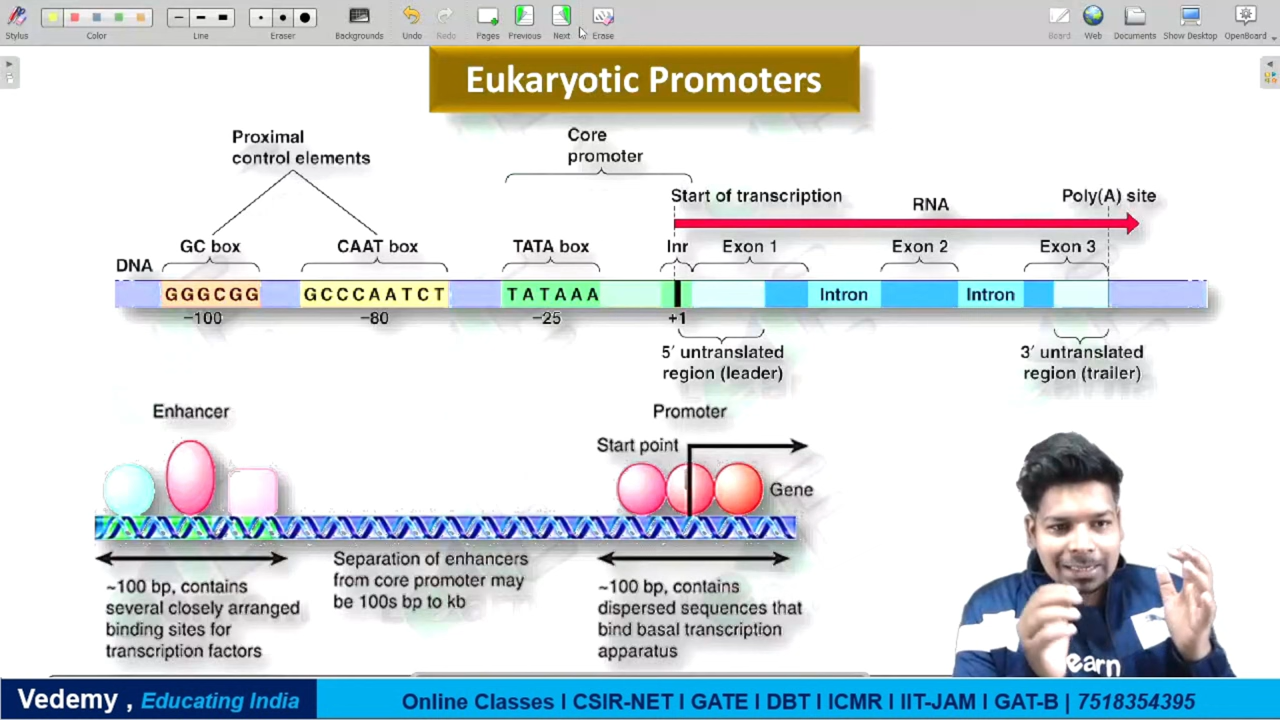 Stylus
Color
Line
Eraser
Backgrounds
Undo
Redo
Pages
Previous
Next
Erase
Board
Web
Documents
Show Desktop
OpenBoard
Eukaryotic Promoters
Proximal
control elements
Core
promoter
Start of transcription
RNA
Poly(A) site
DNA
GC box
CAAT box
TATA box
Inr
Exon 1
Exon 2
Exon 3
GGGCGG
GCCCAATCT
TATAAA
Intron
Intron
−100
−80
−25
+1
5′ untranslated
region (leader)
3′ untranslated
region (trailer)
Enhancer
Promoter
Start point
Gene
~100 bp, contains
several closely arranged
binding sites for
transcription factors
Separation of enhancers
from core promoter may
be 100s bp to kb
~100 bp, contains
dispersed sequences that
bind basal transcription
apparatus
earn
Vedemy , Educating India
Online Classes I CSIR-NET I GATE I DBT I ICMR I IIT-JAM I GAT-B I 7518354395